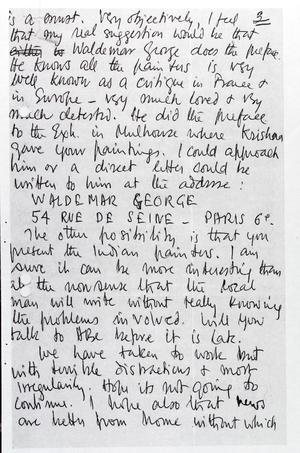 3
is a must. Very objectively, I feel
that my real suggestion would be that
Waldemar George does the preface.
He knows all the painters is very
well known as a critique in France &
in Europe - very much loved & very
much detested. He did the preface
to the Exh. in Mulhouse where Krishan
gave your paintings. I could approach
him or a direct letter could be
written to him at the address:
WALDEMAR GEORGE
54 RUE DE SEINE - PARIS 6e.
The other possibility is that you
present the Indian painters. I am
sure it can be more interesting than
all the nonsense that the local
man will write without really knowing
the problems involved. Will you
talk to before it is late.
We have taken to work but
with terrible distractions & most
irregularity. Hope its not going to
continue. I hope also that news
are better from home without which